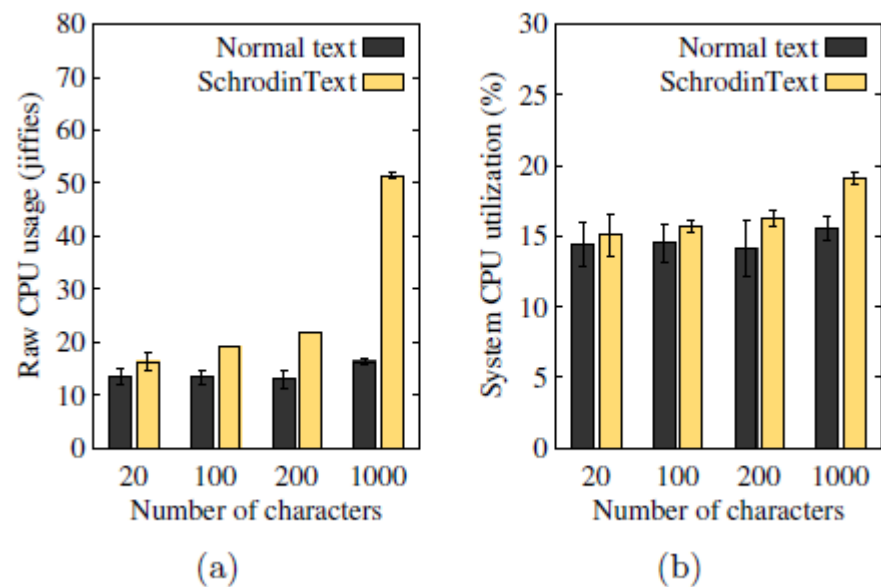 Raw CPU usage (jiffies)
80
70
60
50
40
30
20
10
0
Normal text
SchrodinText
20 100 200 1000
Number of characters
(a)
System CPU utilization (%)
30
25
20
15
10
5
0
Normal text
SchrodinText
20 100 200 1000
Number of characters
(b)